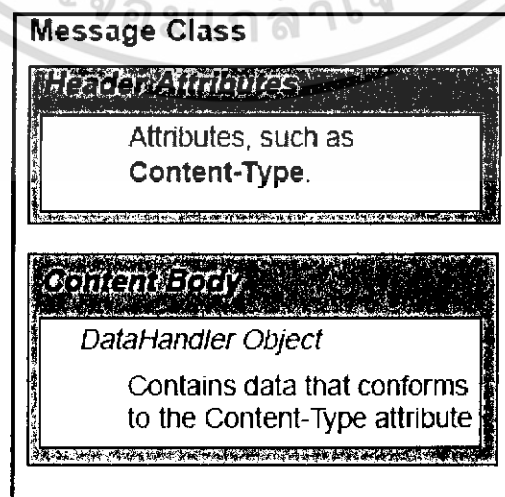 Message Class
Header Attributes
Attributes, such as
Content-Type.
Content Body
DataHandler Object
Contains data that conforms
to the Content-Type attribute